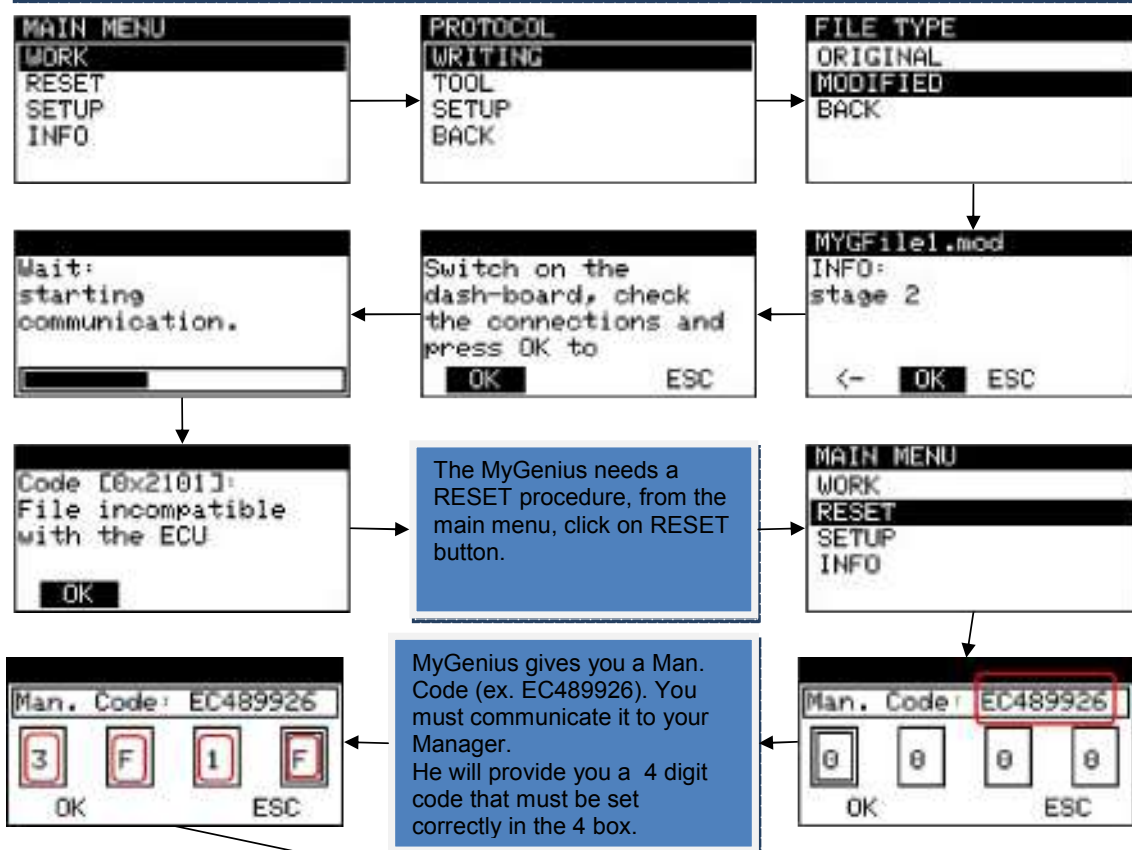 MAIN MENU
WORK
RESET
SETUP
INFO
PROTOCOL
WRITING
TOOL
SETUP
BACK
FILE TYPE
ORIGINAL
MODIFIED
BACK
MYGFile1.mod
INFO:
stage 2
<- OK ESC
Switch on the
dash-board, check
the connections and
press OK to
OK ESC
Wait:
starting
communication.
Code [0x2101]:
File incompatible
with the ECU
OK
The MyGenius needs a
RESET procedure, from the
main menu, click on RESET
button.
MAIN MENU
WORK
RESET
SETUP
INFO
Man. Code: EC489926
0 0 0 0
OK ESC
MyGenius gives you a Man.
Code (ex. EC489926). You
must communicate it to your
Manager.
He will provide you a 4 digit
code that must be set
correctly in the 4 box.
Man. Code: EC489926
3 F 1 F
OK ESC